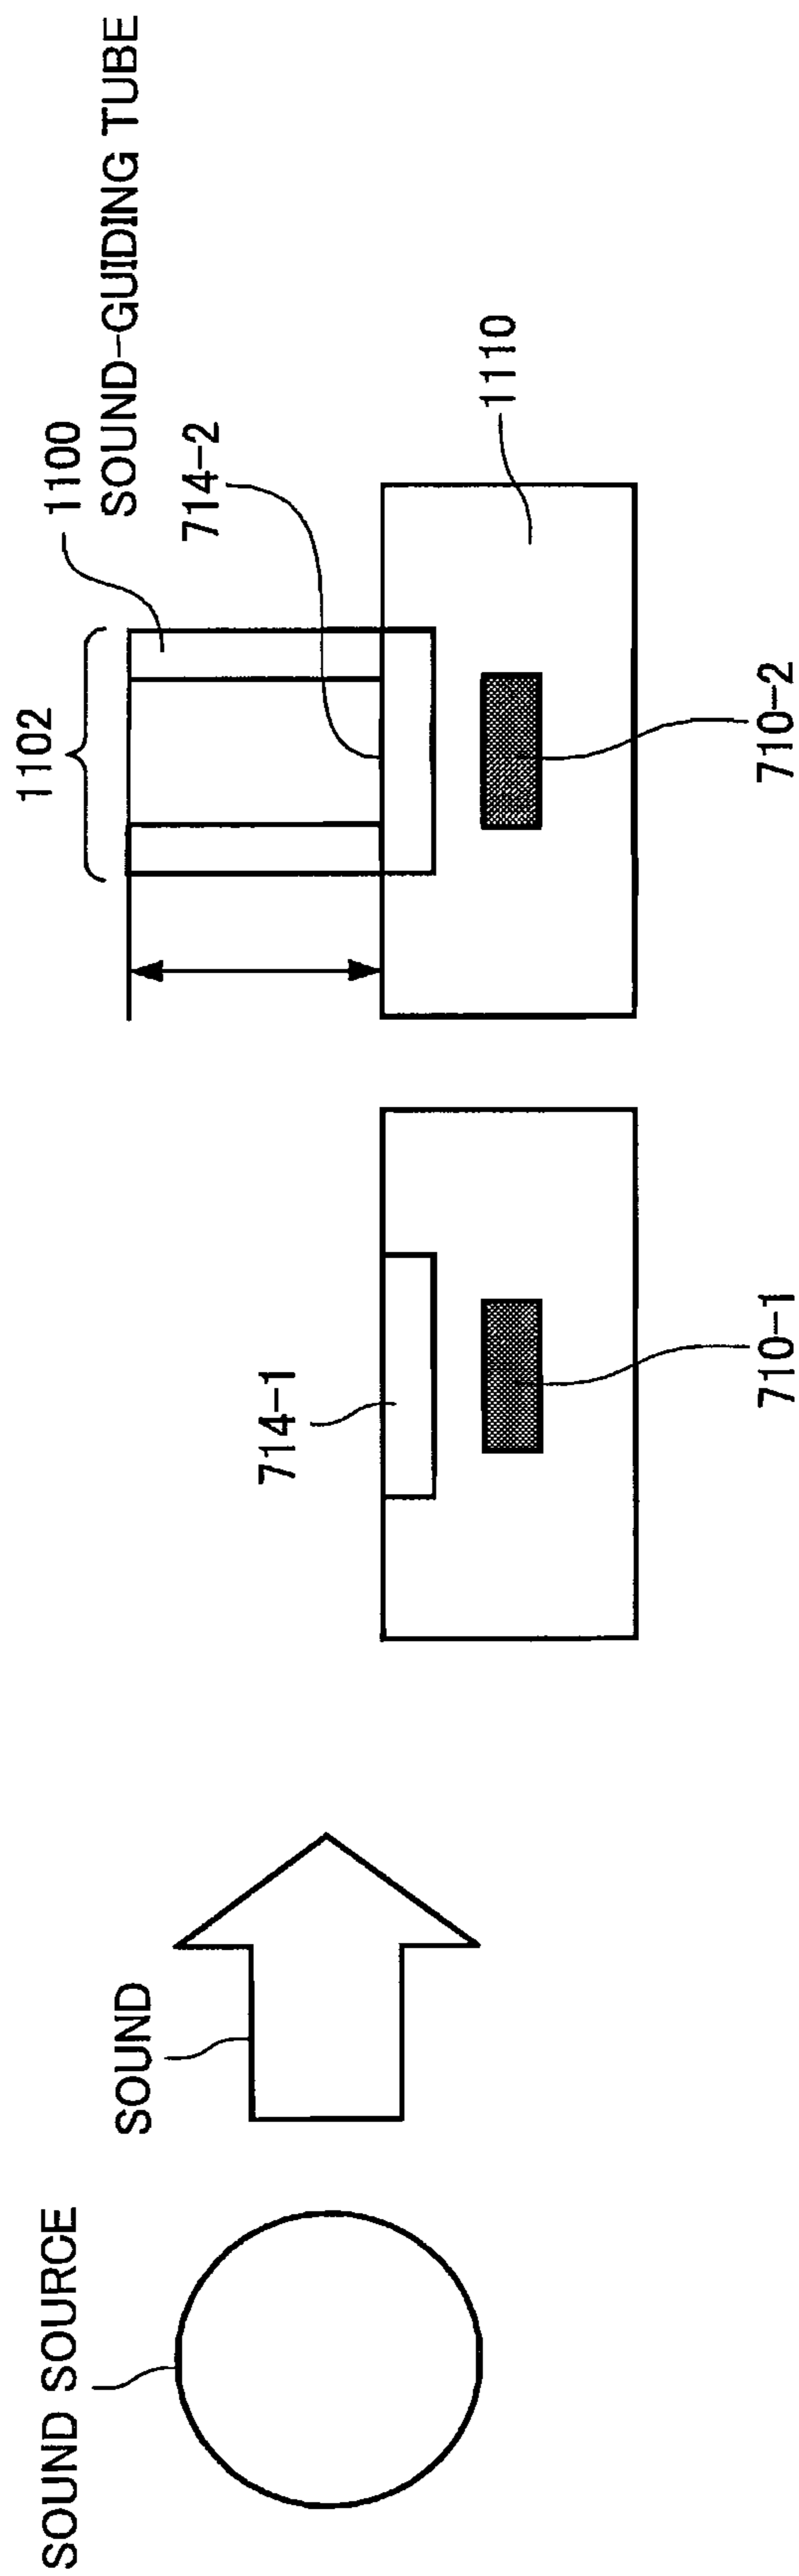 SOUND SOURCE
SOUND
714-1
710-1
1102
1100
SOUND-GUIDING TUBE
714-2
1110
710-2